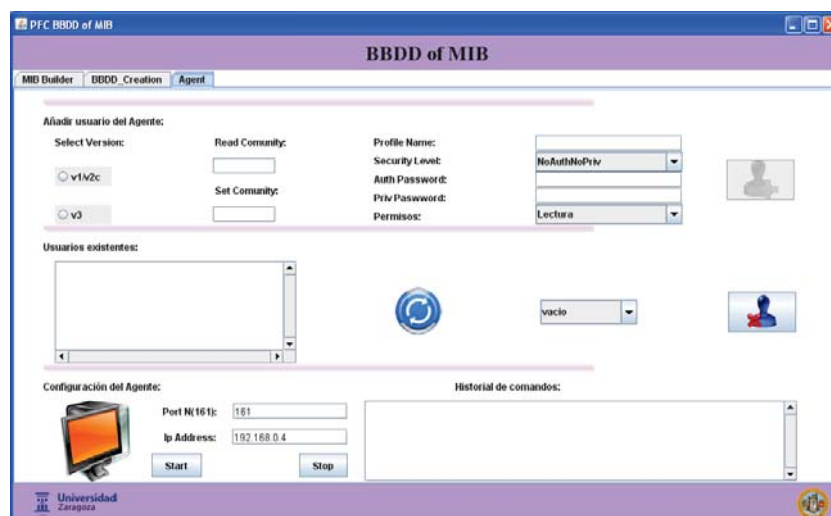 PFC BBDD of MIB
BBDD of MIB
MIB Builder BBDD_Creation Agent
Añadir usuario del Agente:
Select Version: Read Comunity: Profile Name:
Security Level: NoAuthNoPriv
v1/v2c Auth Password:
Set Comunity: Priv Paswword:
v3 Permisos: Lectura
Usuarios existentes:
vacio
Configuración del Agente: Historial de comandos:
Port N(161): 161
Ip Address: 192.168.0.4
Start Stop
Universidad
Zaragoza